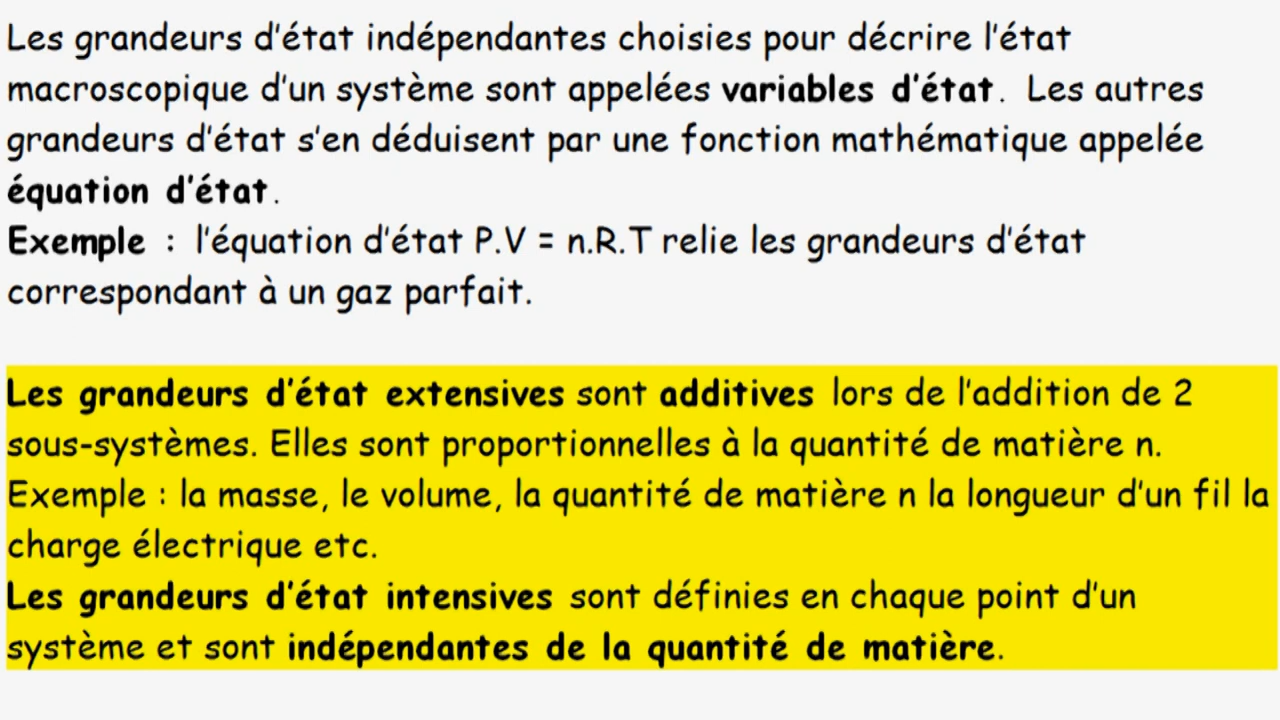 Les grandeurs d'état indépendantes choisies pour décrire l'état
macroscopique d'un système sont appelées variables d'état. Les autres
grandeurs d'état s'en déduisent par une fonction mathématique appelée
équation d'état.
Exemple : l'équation d'état P.V = n.R.T relie les grandeurs d'état
correspondant à un gaz parfait.
Les grandeurs d'état extensives sont additives lors de l'addition de 2
sous-systèmes. Elles sont proportionnelles à la quantité de matière n.
Exemple : la masse, le volume, la quantité de matière n la longueur d'un fil la
charge électrique etc.
Les grandeurs d'état intensives sont définies en chaque point d'un
système et sont indépendantes de la quantité de matière.